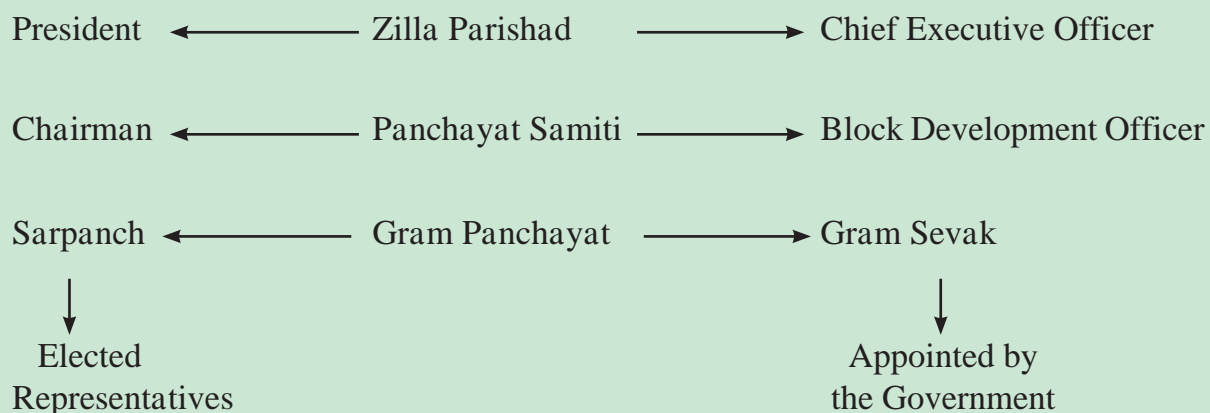 President Zilla Parishad Chief Executive Officer
Chairman Panchayat Samiti Block Development Officer
Sarpanch Gram Panchayat Gram Sevak
Elected
Representatives
Appointed by
the Government